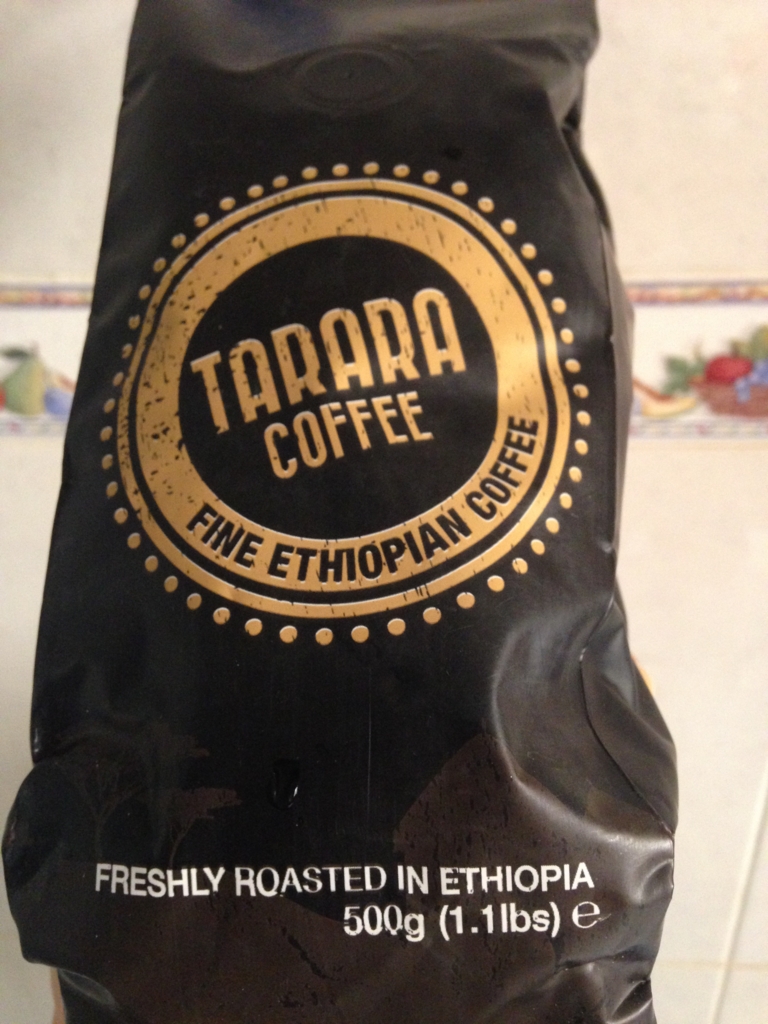 TARARA
COFFEE
FINE ETHIOPIAN COFFEE
FRESHLY ROASTED IN ETHIOPIA
500g (1.1lbs) ℮